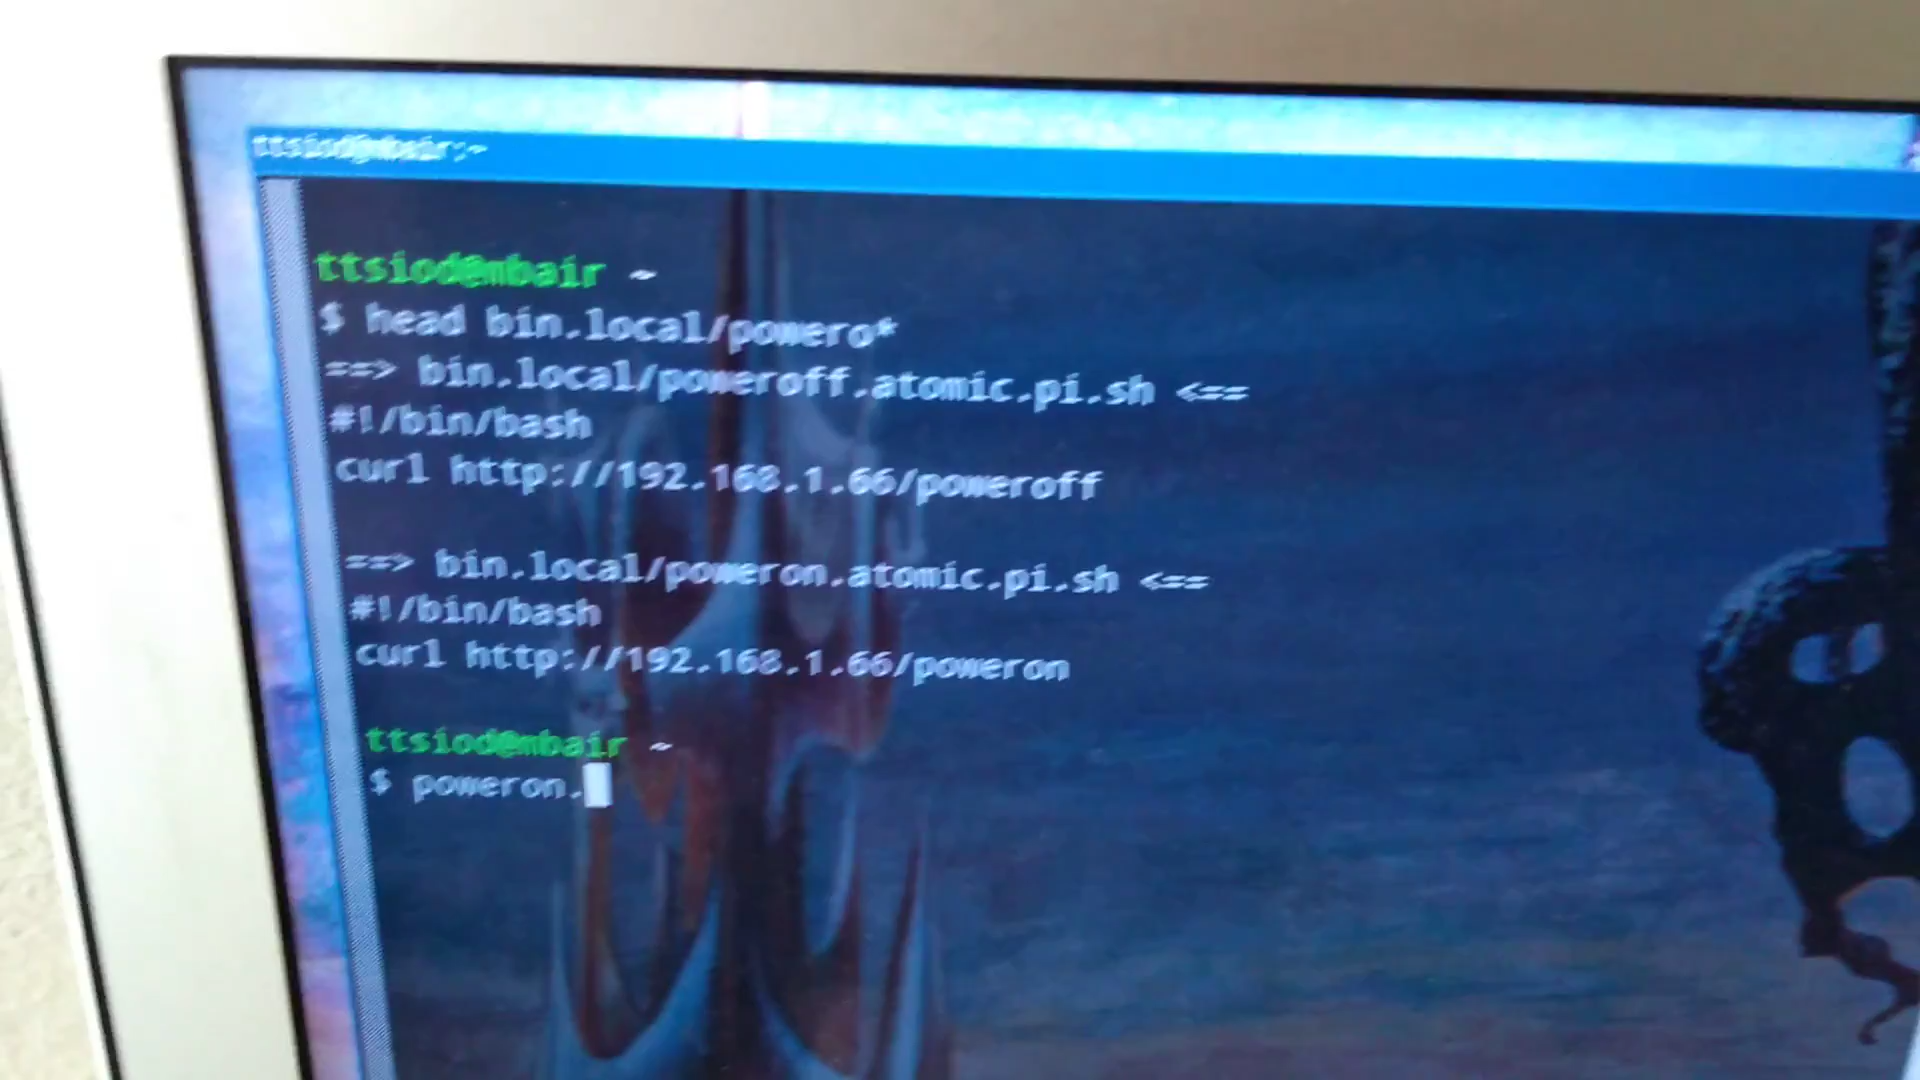 ttsiod@mbair:~
ttsiod@mbair ~
$ head bin.local/powero*
==> bin.local/poweroff.atomic.pi.sh <==
#!/bin/bash
curl http://192.168.1.66/poweroff
==> bin.local/poweron.atomic.pi.sh <==
#!/bin/bash
curl http://192.168.1.66/poweron
ttsiod@mbair ~
$ poweron.